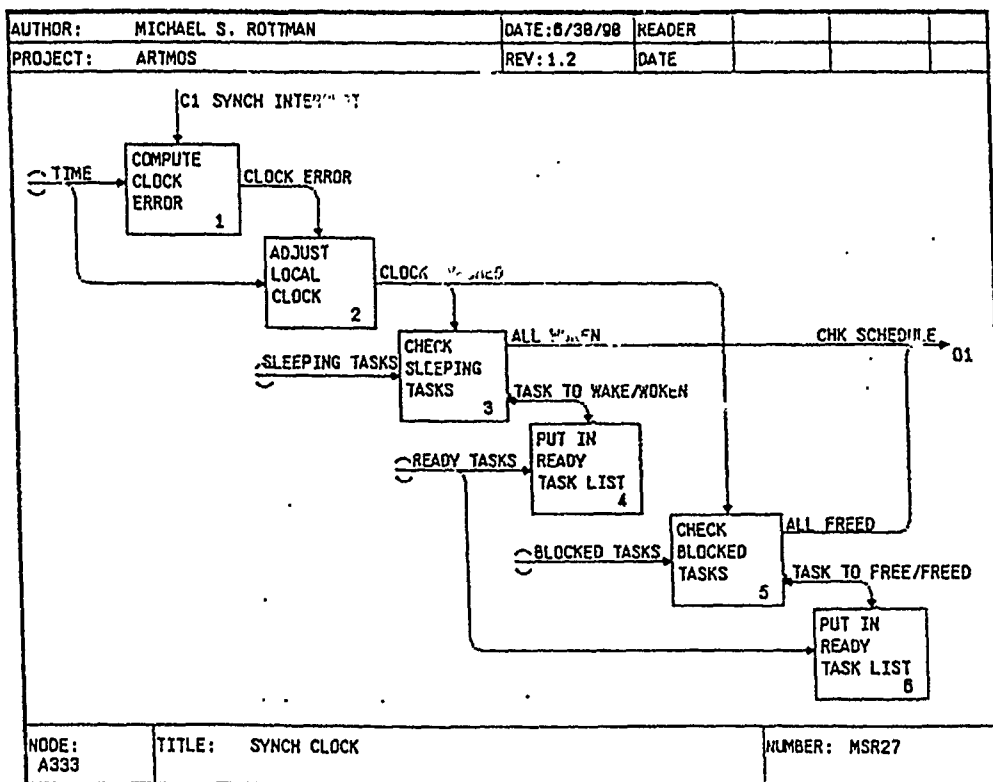 AUTHOR: MICHAEL S. ROTTMAN DATE:6/30/90 READER
PROJECT: ARTMOS REV:1.2 DATE
C1 SYNCH
TIME
COMPUTE
CLOCK
ERROR
1
CLOCK ERROR
ADJUST
LOCAL
CLOCK
2
CLOCK
SLEEPING TASKS
CHECK
SLEEPING
TASKS
3
ALL WOKEN
CHK SCHEDULE
O1
TASK TO WAKE/WOKEN
READY TASKS
PUT IN
READY
TASK LIST
4
BLOCKED TASKS
CHECK
BLOCKED
TASKS
5
ALL FREED
TASK TO FREE/FREED
PUT IN
READY
TASK LIST
6
NODE:
A333
TITLE: SYNCH CLOCK
NUMBER: MSR27